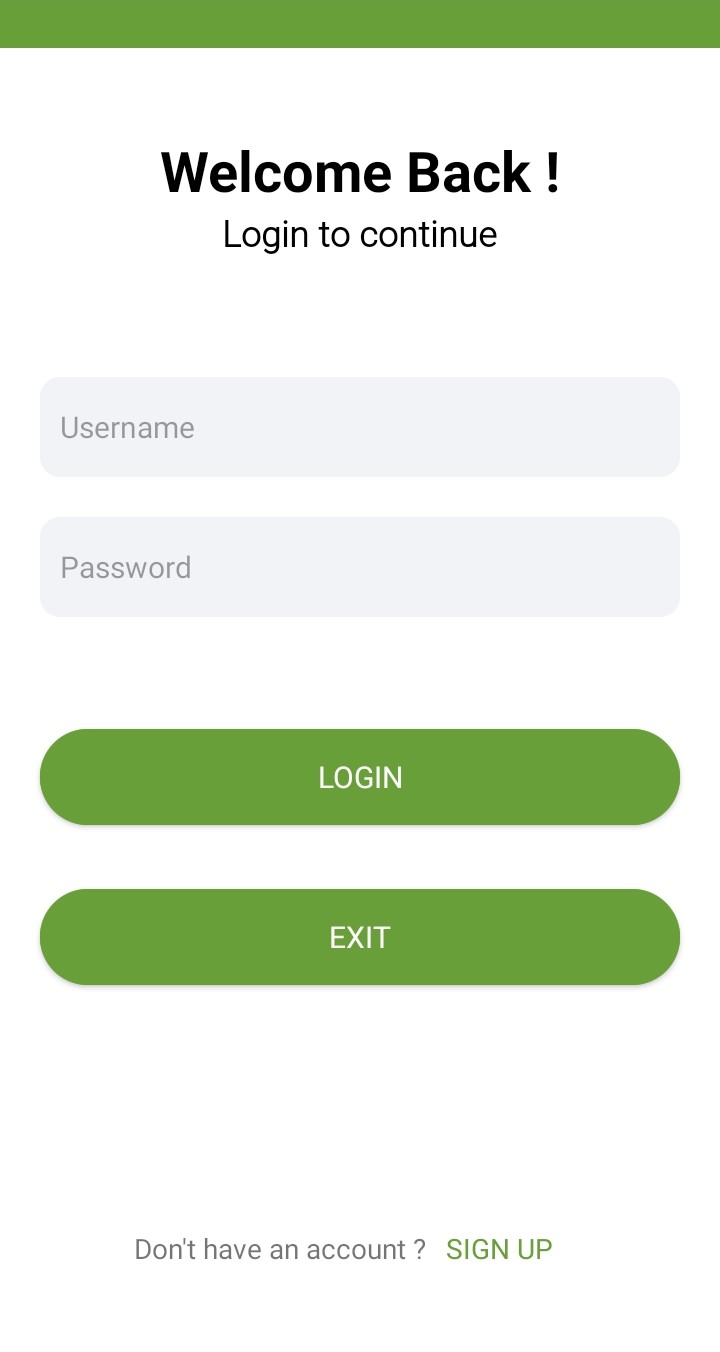 Welcome Back !
Login to continue
Username
Password
LOGIN
EXIT
Don't have an account ? SIGN UP